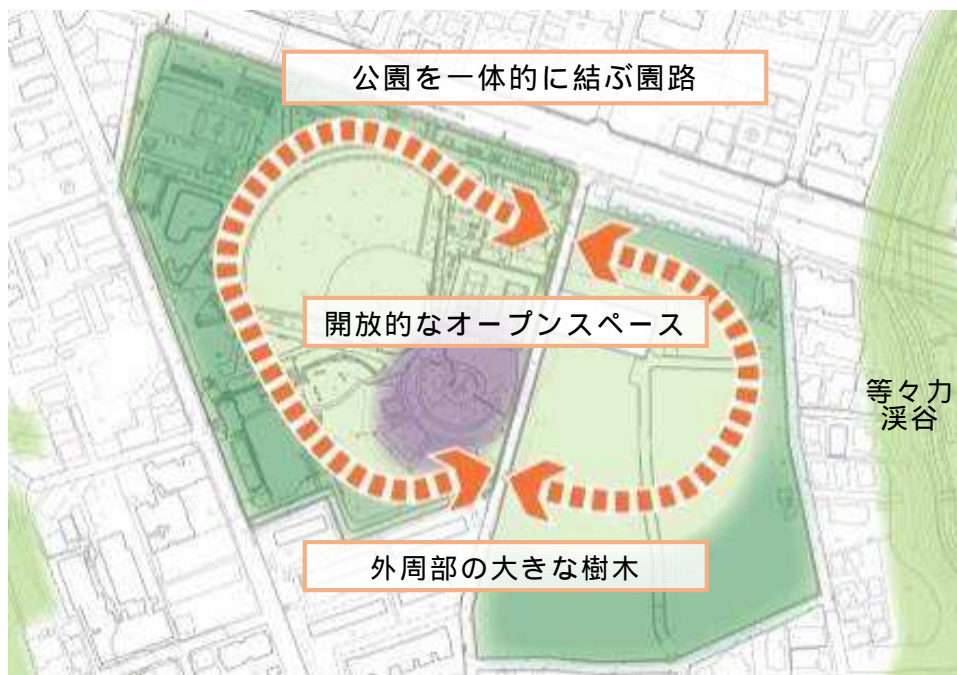 公園を一体的に結ぶ園路
開放的なオープンスペース
等々力
渓谷
外周部の大きな樹木